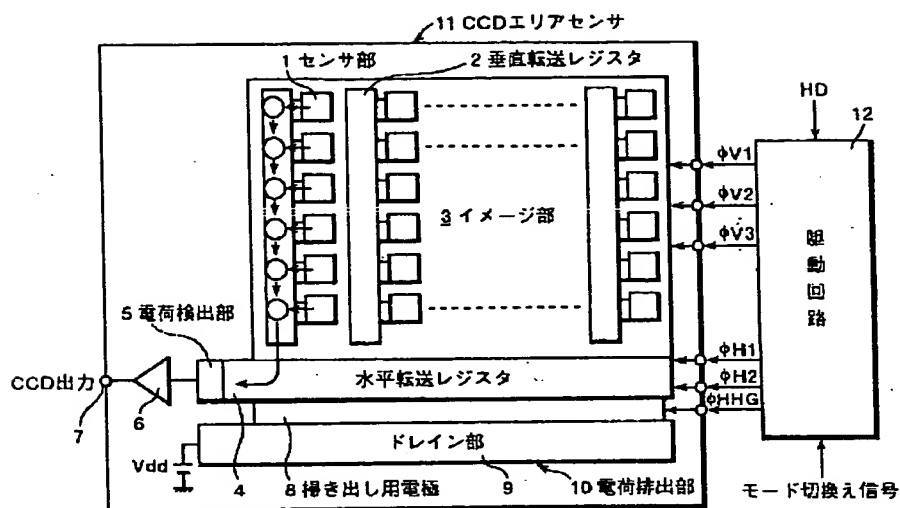 11 CCDエリアセンサ
1 センサ部
2 垂直転送レジスタ
HD
12
φV1
φV2
φV3
3 イメージ部
駆動回路
5 電荷検出部
φH1
φH2
φHHG
水平転送レジスタ
CCD出力
7
6
ドレイン部
Vdd
4
8 掃き出し用電極
9
10 電荷排出部
モード切換え信号